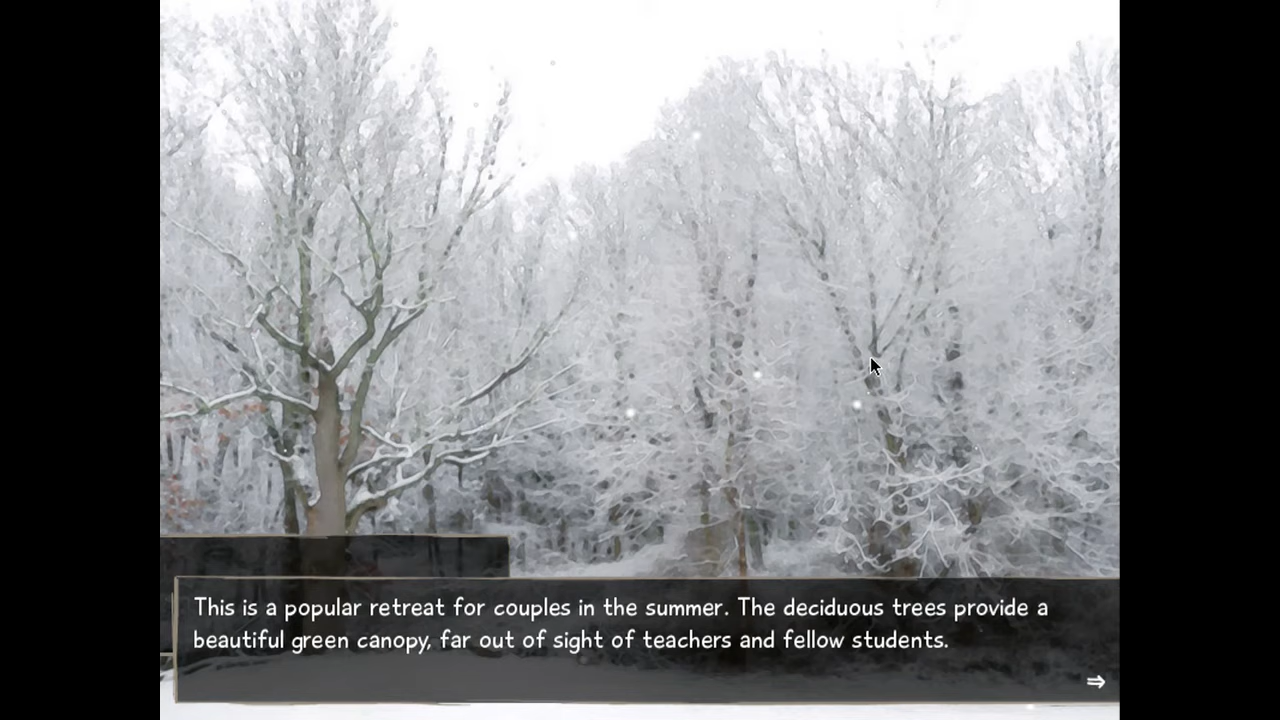 This is a popular retreat for couples in the summer. The deciduous trees provide a
beautiful green canopy, far out of sight of teachers and fellow students.